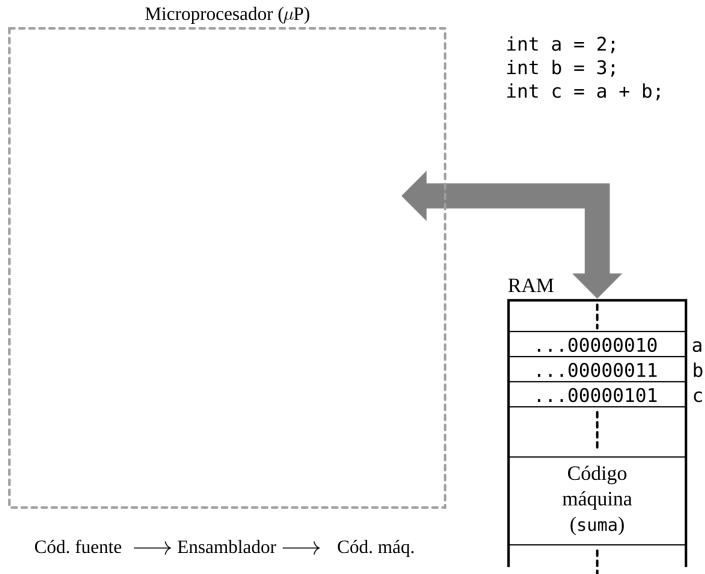 Microprocesador (μP)
int a = 2;
int b = 3;
int c = a + b;
RAM
...00000010 a
...00000011 b
...00000101 c
Código
máquina
(suma)
Cód. fuente ⟶ Ensamblador ⟶ Cód. máq.